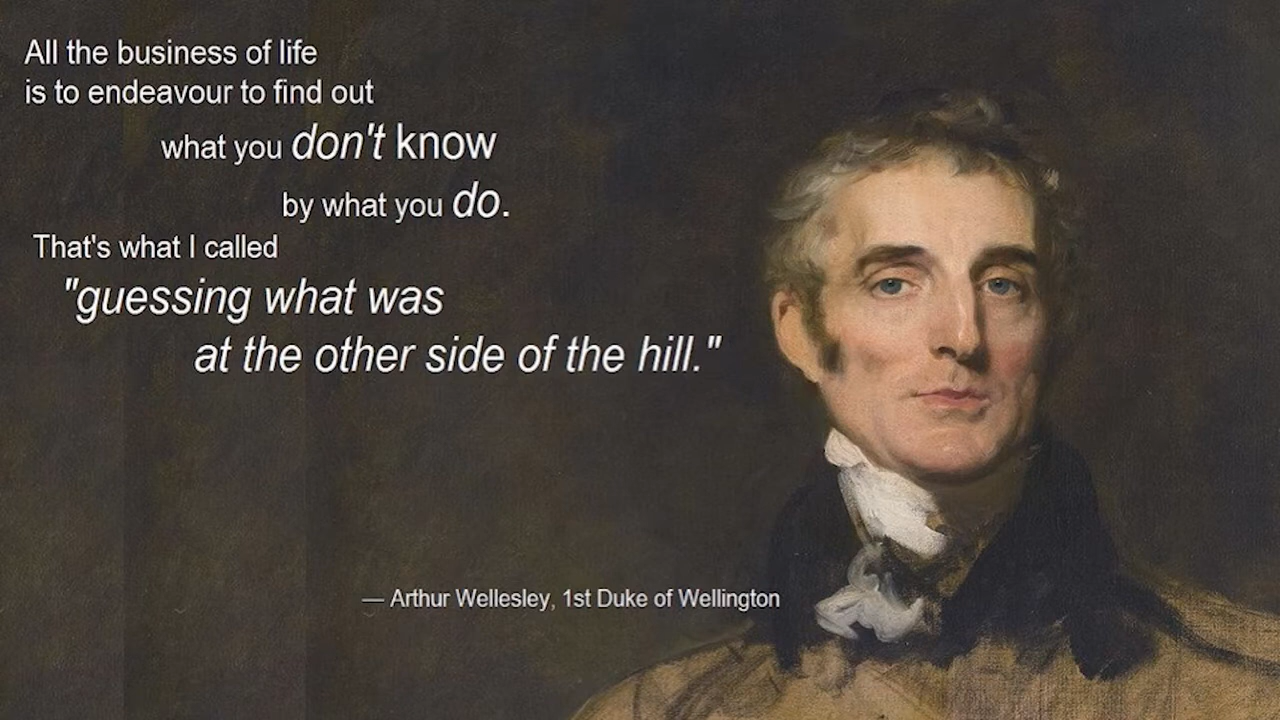 All the business of life
is to endeavour to find out
what you don't know
by what you do.
That's what I called
"guessing what was
at the other side of the hill."
— Arthur Wellesley, 1st Duke of Wellington